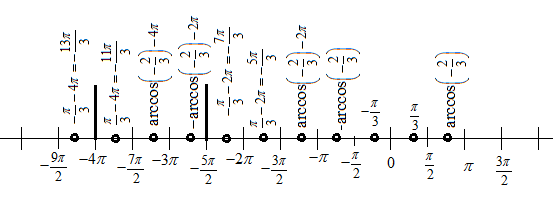 -π/3 -4π=-13π/3
π/3 -4π=-11π/3
arccos(-2/3)-4π
-arccos(-2/3)-2π
-π/3 -2π=-7π/3
π/3 -2π=-5π/3
arccos(-2/3)-2π
-arccos(-2/3)
-π/3
π/3
arccos(-2/3)
-9π/2 -4π -7π/2 -3π -5π/2 -2π -3π/2 -π -π/2 0 π/2 π 3π/2